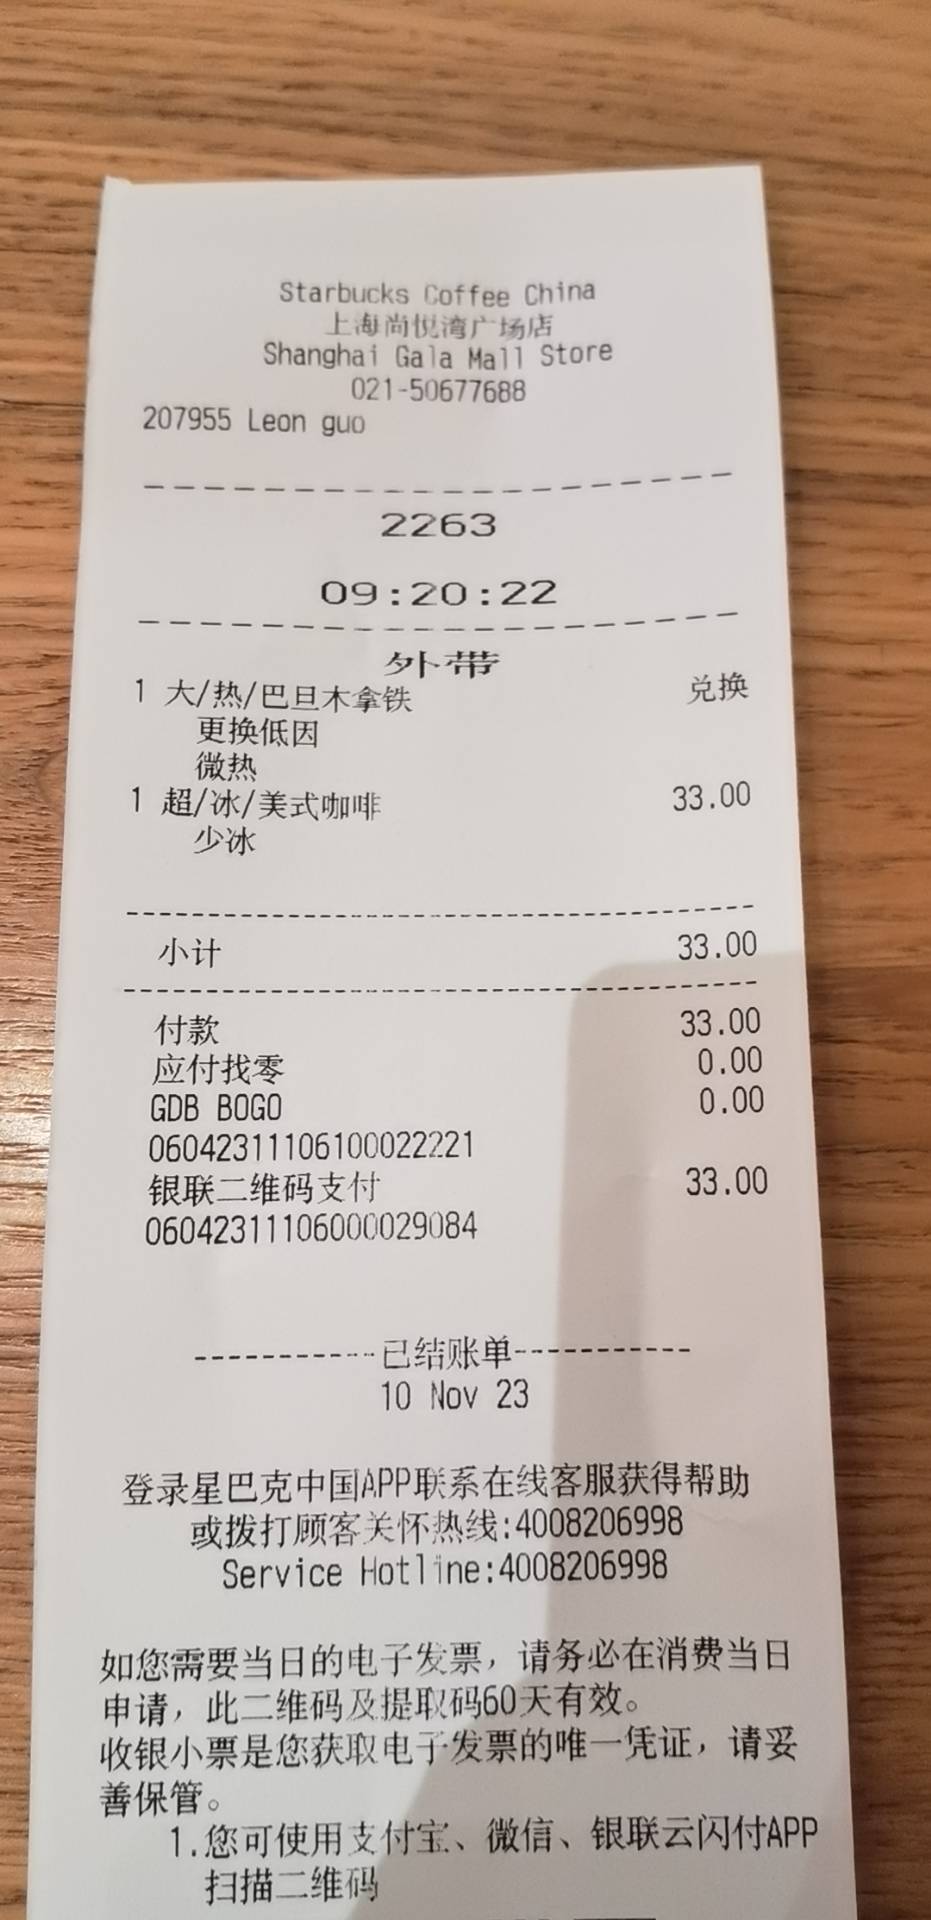 Starbucks Coffee China
上海尚悦湾广场店
Shanghai Gala Mall Store
021-50677688
207955 Leon guo
2263
09:20:22
外带
1 大/热/巴旦木拿铁 兑换
更换低因
微热
1 超/冰/美式咖啡 33.00
少冰
小计 33.00
付款 33.00
应付找零 0.00
GDB BOGO 0.00
06042311106100022221
银联二维码支付 33.00
06042311106000029084
-----------已结账单-----------
10 Nov 23
登录星巴克中国APP联系在线客服获得帮助
或拨打顾客关怀热线:4008206998
Service Hotline:4008206998
如您需要当日的电子发票，请务必在消费当日
申请，此二维码及提取码60天有效。
收银小票是您获取电子发票的唯一凭证，请妥
善保管。
1.您可使用支付宝、微信、银联云闪付APP
扫描二维码